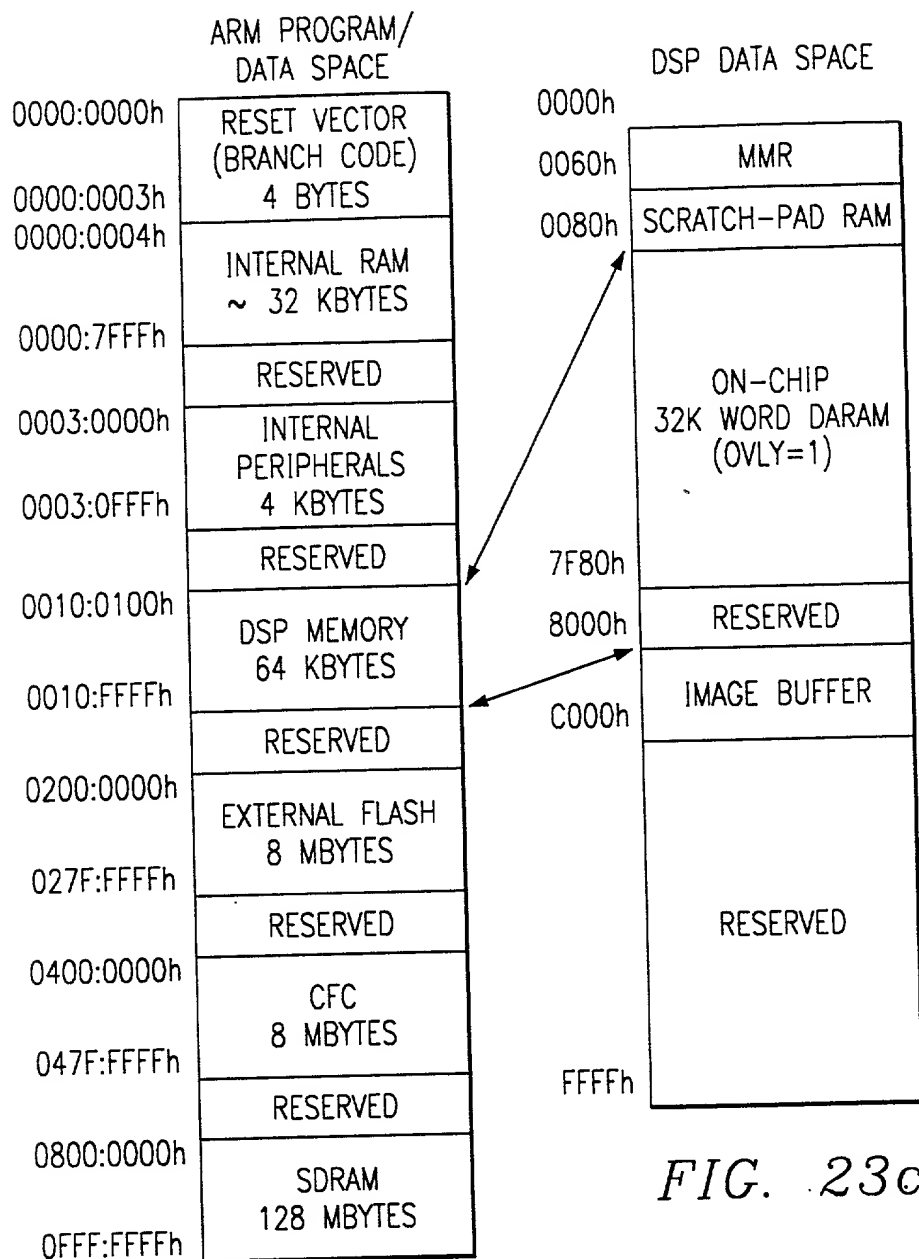 ARM PROGRAM/
DATA SPACE
0000:0000h
RESET VECTOR
(BRANCH CODE)
0000:0003h
4 BYTES
0000:0004h
INTERNAL RAM
~ 32 KBYTES
0000:7FFFh
RESERVED
0003:0000h
INTERNAL
PERIPHERALS
4 KBYTES
0003:0FFFh
RESERVED
0010:0100h
DSP MEMORY
64 KBYTES
0010:FFFFh
RESERVED
0200:0000h
EXTERNAL FLASH
8 MBYTES
027F:FFFFh
RESERVED
0400:0000h
CFC
8 MBYTES
047F:FFFFh
RESERVED
0800:0000h
SDRAM
128 MBYTES
0FFF:FFFFh
DSP DATA SPACE
0000h
MMR
0060h
SCRATCH-PAD RAM
0080h
ON-CHIP
32K WORD DARAM
(OVLY=1)
7F80h
RESERVED
8000h
IMAGE BUFFER
C000h
RESERVED
FFFFh
FIG. 23c